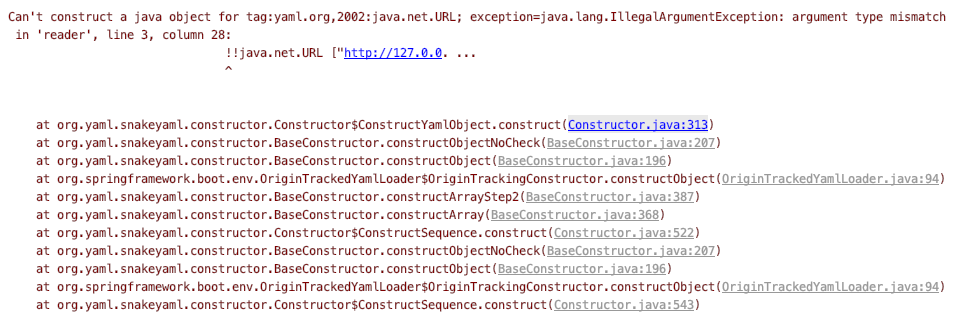 Can't construct a java object for tag:yaml.org,2002:java.net.URL; exception=java.lang.IllegalArgumentException: argument type mismatch
in 'reader', line 3, column 28:
!!java.net.URL ["http://127.0.0. ...
^
at org.yaml.snakeyaml.constructor.Constructor$ConstructYamlObject.construct(Constructor.java:313)
at org.yaml.snakeyaml.constructor.BaseConstructor.constructObjectNoCheck(BaseConstructor.java:207)
at org.yaml.snakeyaml.constructor.BaseConstructor.constructObject(BaseConstructor.java:196)
at org.springframework.boot.env.OriginTrackedYamlLoader$OriginTrackingConstructor.constructObject(OriginTrackedYamlLoader.java:94)
at org.yaml.snakeyaml.constructor.BaseConstructor.constructArrayStep2(BaseConstructor.java:387)
at org.yaml.snakeyaml.constructor.BaseConstructor.constructArray(BaseConstructor.java:368)
at org.yaml.snakeyaml.constructor.Constructor$ConstructSequence.construct(Constructor.java:522)
at org.yaml.snakeyaml.constructor.BaseConstructor.constructObjectNoCheck(BaseConstructor.java:207)
at org.yaml.snakeyaml.constructor.BaseConstructor.constructObject(BaseConstructor.java:196)
at org.springframework.boot.env.OriginTrackedYamlLoader$OriginTrackingConstructor.constructObject(OriginTrackedYamlLoader.java:94)
at org.yaml.snakeyaml.constructor.Constructor$ConstructSequence.construct(Constructor.java:543)